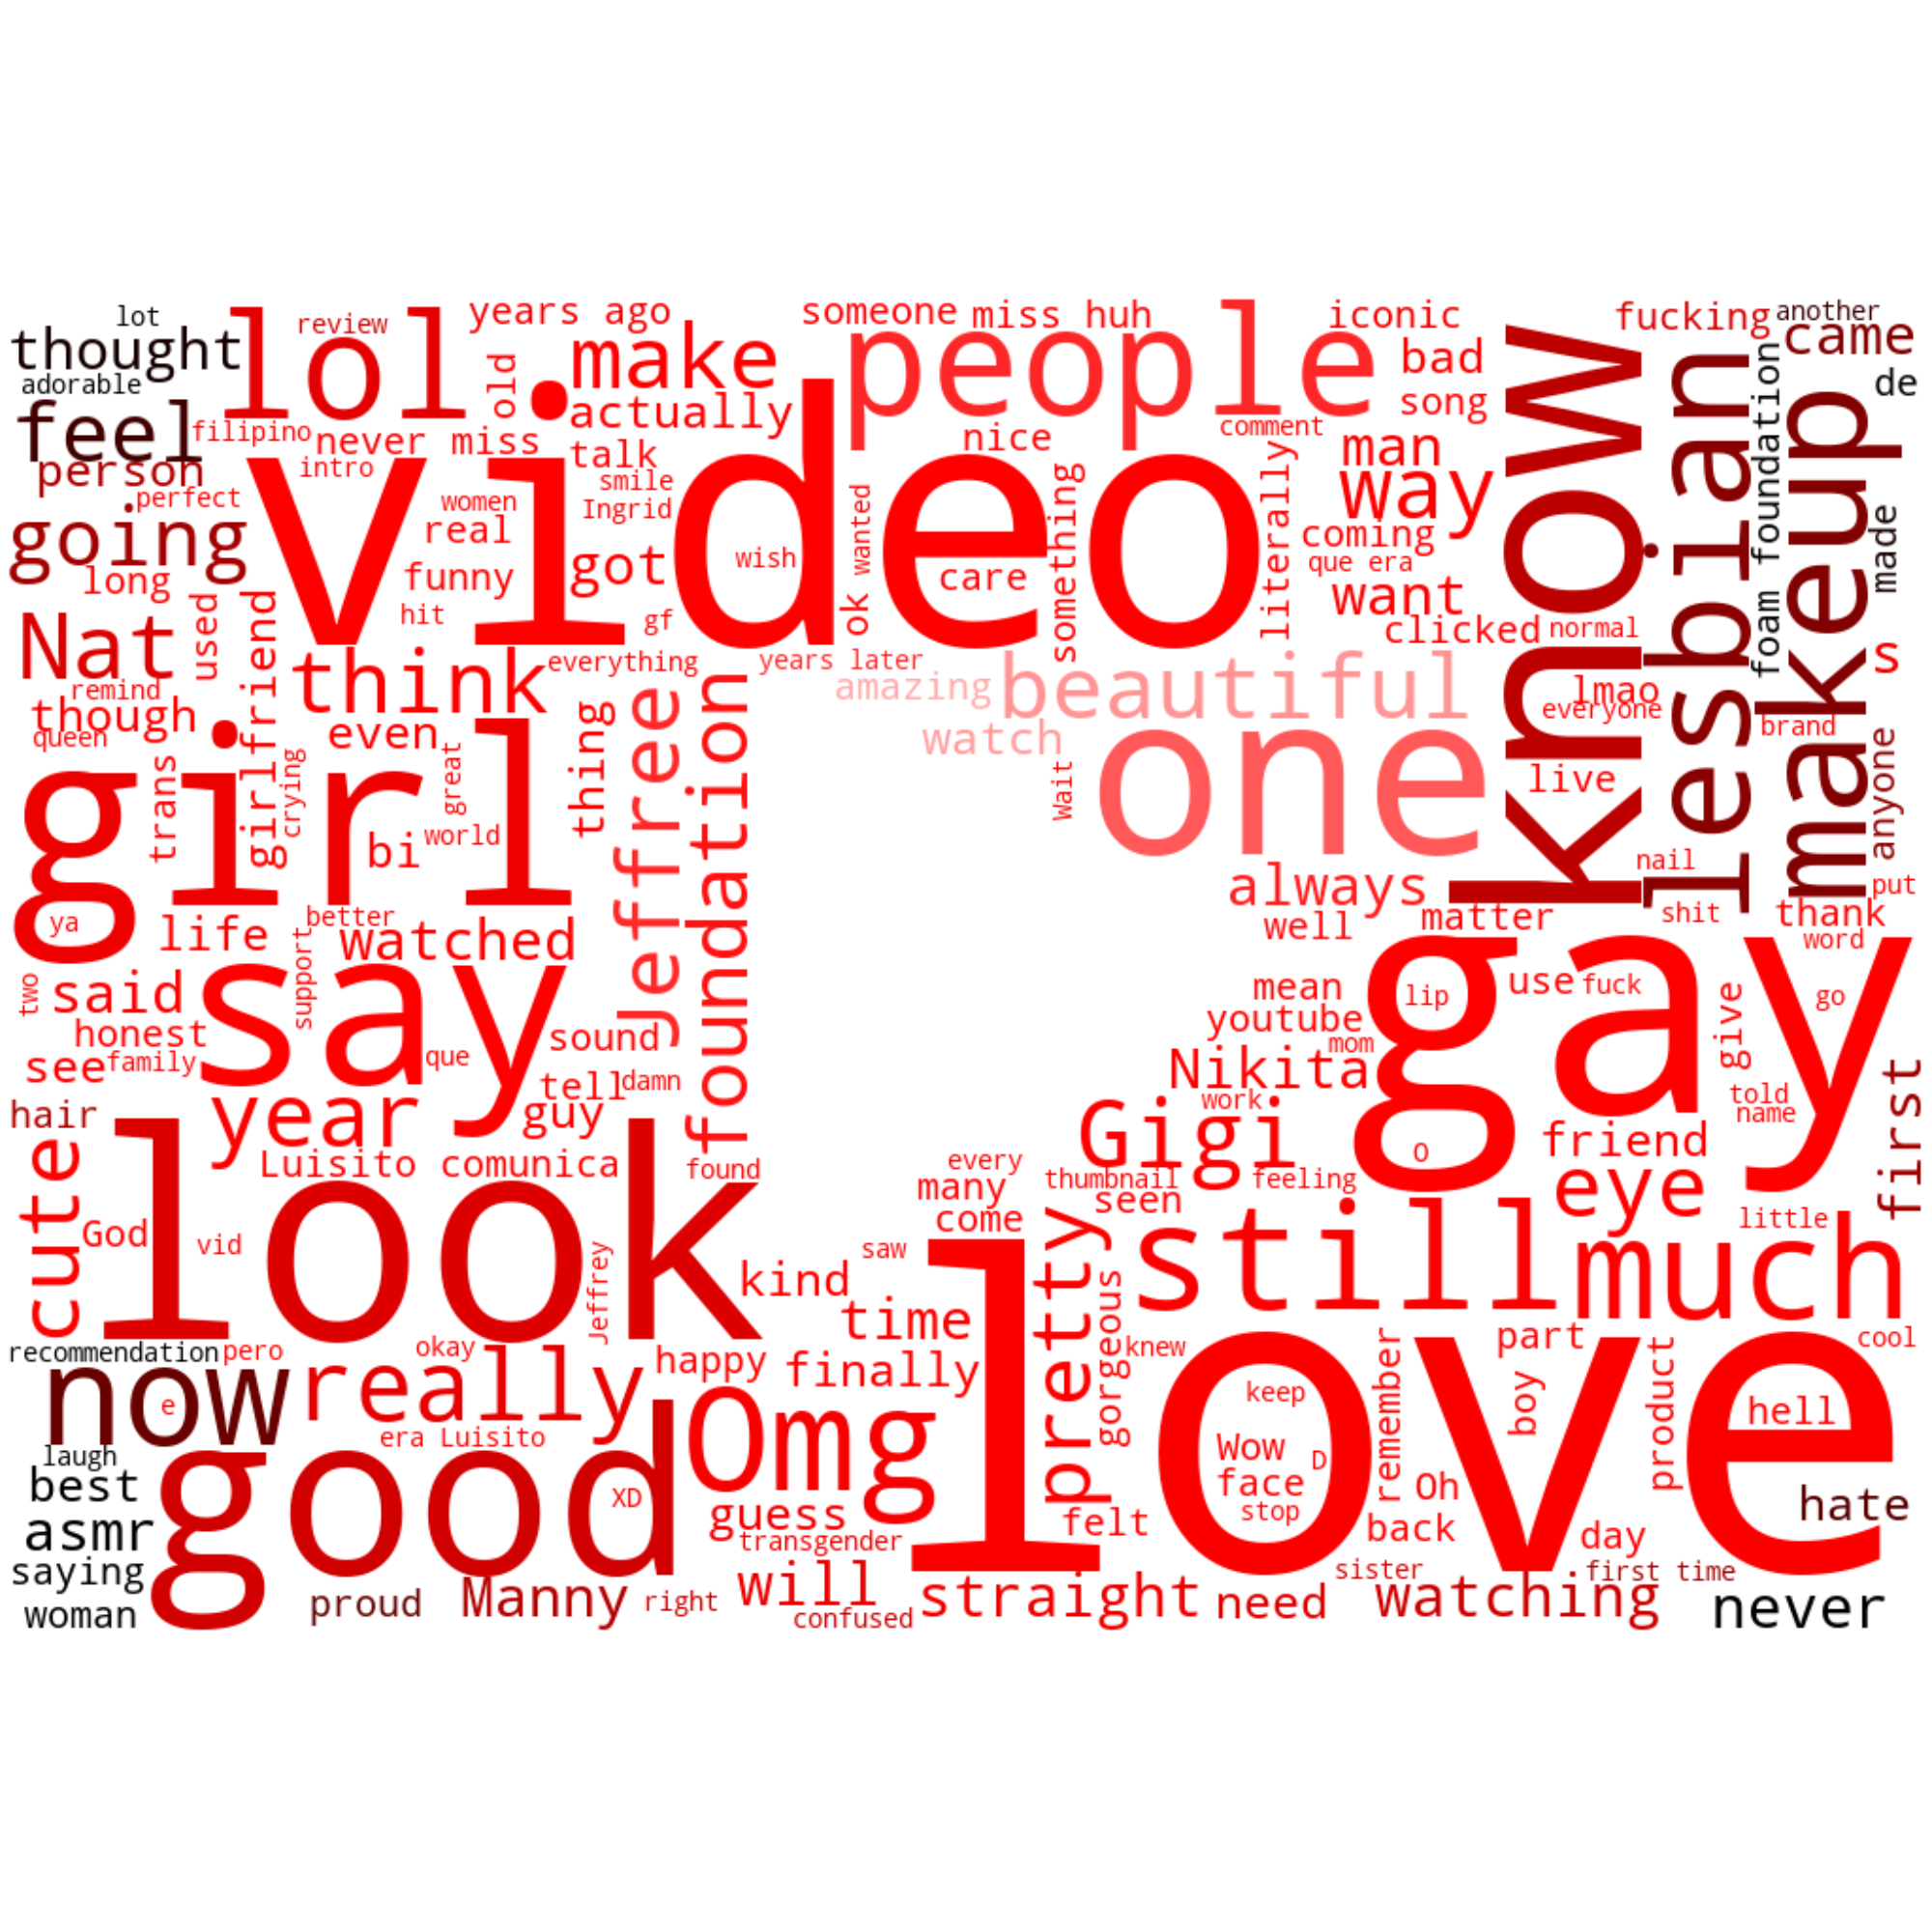 lot
review
years ago
someone
miss huh
iconic
fucking
another
thought
lol
make
people
bad
came
adorable
old
actually
song
de
feel
filipino
never
miss
talk
nice
comment
man
know
lesbian
foam foundation
makeup
person
intro
smile
way
perfect
women
Ingrid
video
going
real
wanted
something
literally
coming
made
long
funny
got
wish
ok
care
que era
want
hit
gf
clicked
normal
Nat
used
girlfriend
think
everything
years later
beautiful
s
remind
amazing
lmao
though
even
everyone
queen
watch
brand
trans
crying
great
thing
Jeffree
foundation
Wait
one
live
anyone
girl
bi
world
nail
always
put
ya
life
better
watched
well
matter
shit
thank
word
two
said
support
say
mean
gay
lip
use
fuck
give
go
honest
sound
youtube
see
family
que
mom
tell
damn
Nikita
told
hair
year
guy
work
name
first
Gigi
O
friend
cute
Luisito comunica
found
every
thumbnail
feeling
eye
many
seen
God
look
come
little
vid
Jeffrey
saw
pretty
still
much
kind
gorgeous
time
recommendation
pero
okay
happy
finally
knew
part
cool
now
e
really
Omg
love
keep
remember
boy
product
hell
era Luisito
laugh
Wow
D
best
good
XD
face
Oh
hate
asmr
guess
stop
felt
back
day
transgender
saying
will
sister
first time
woman
proud
Manny
right
confused
straight
need
watching
never